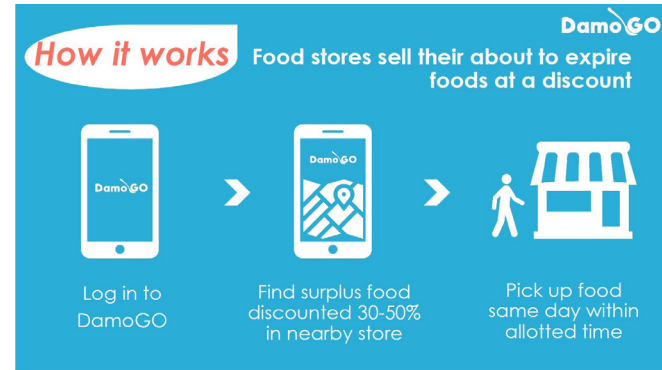 DamoGO
How it works
Food stores sell their about to expire
foods at a discount
DamoGO
DamoGO
Log in to
DamoGO
Find surplus food
discounted 30-50%
in nearby store
Pick up food
same day within
allotted time